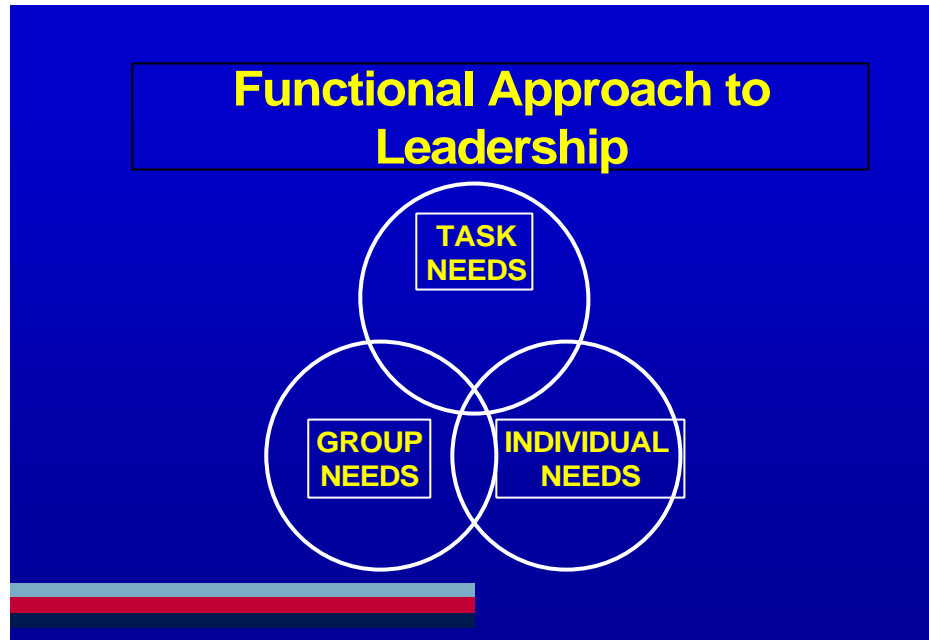 Functional Approach to
Leadership
TASK
NEEDS
GROUP
NEEDS
INDIVIDUAL
NEEDS